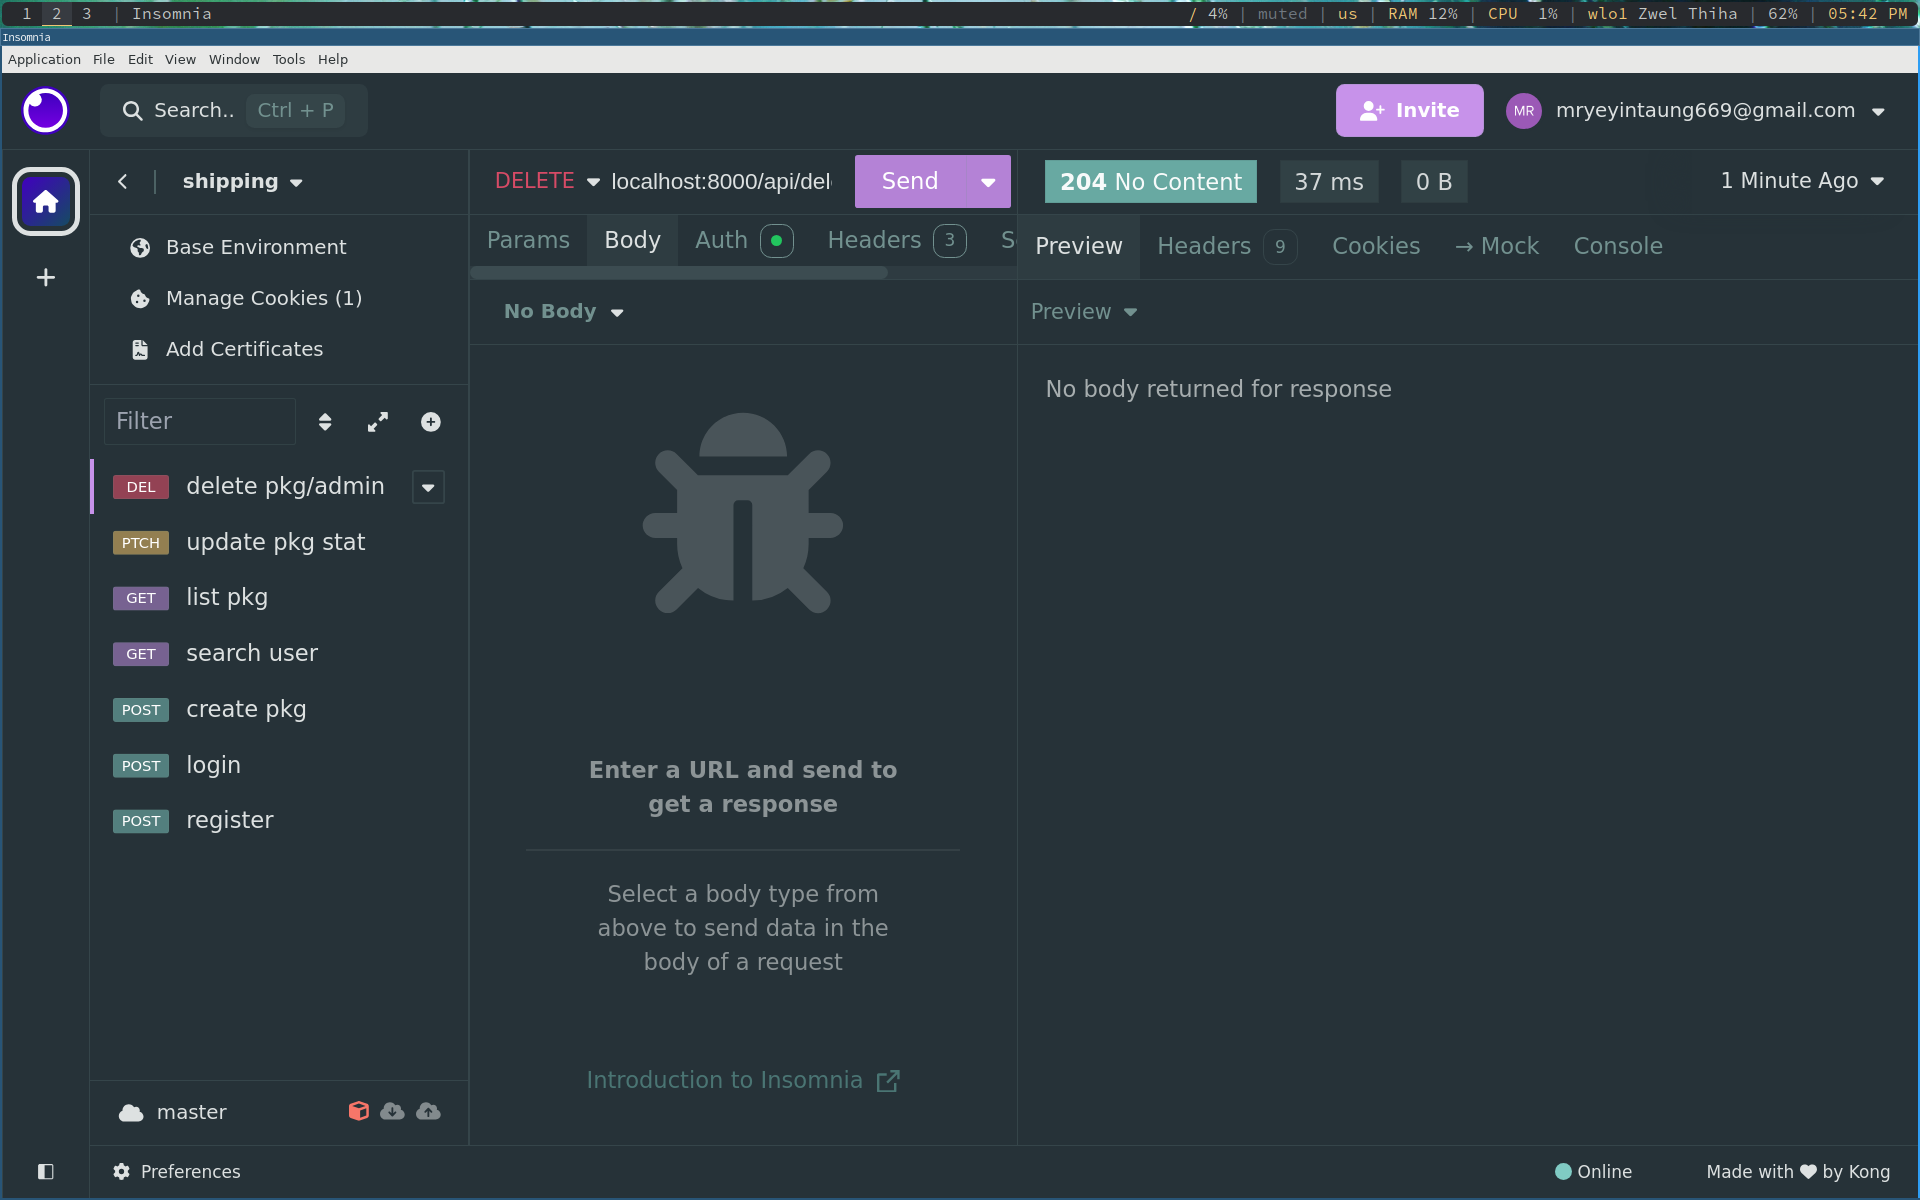 1 2 3 | Insomnia / 4% | muted | us | RAM 12% | CPU 1% | wlo1 Zwel Thiha | 62% | 05:42 PM
Insomnia
Application File Edit View Window Tools Help
Search.. Ctrl + P Invite MR mryeyintaung669@gmail.com
shipping DELETE localhost:8000/api/del Send 204 No Content 37 ms 0 B 1 Minute Ago
Base Environment
Manage Cookies (1)
Add Certificates
Filter
DEL delete pkg/admin
PTCH update pkg stat
GET list pkg
GET search user
POST create pkg
POST login
POST register
master
Params Body Auth Headers 3 S
No Body
Enter a URL and send to
get a response
Select a body type from
above to send data in the
body of a request
Introduction to Insomnia
Preview Headers 9 Cookies → Mock Console
Preview
No body returned for response
Preferences Online Made with ♥ by Kong